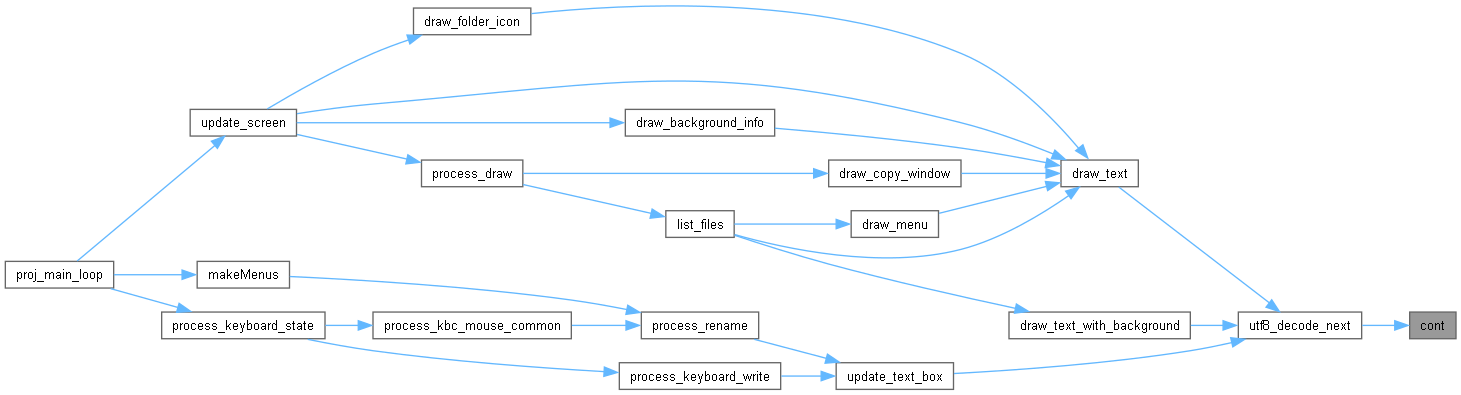 draw_folder_icon
update_screen
draw_background_info
process_draw
draw_copy_window
draw_text
list_files
draw_menu
proj_main_loop
makeMenus
process_keyboard_state
process_kbc_mouse_common
process_rename
draw_text_with_background
utf8_decode_next
cont
process_keyboard_write
update_text_box